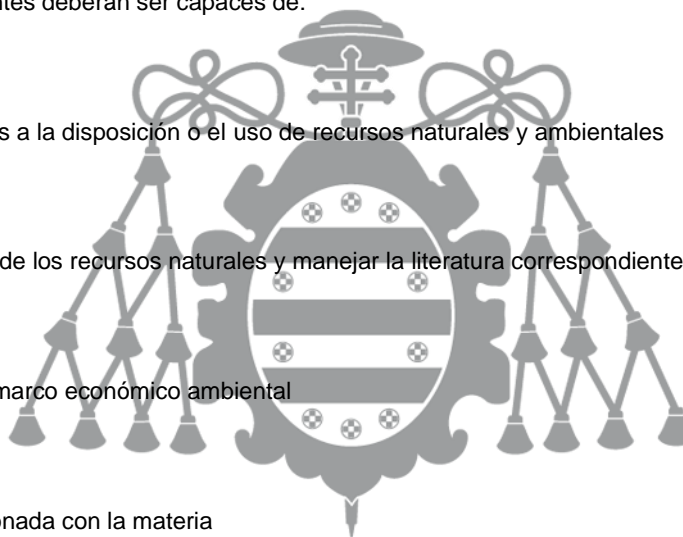 ntes deberán ser capaces de:
s a la disposición o el uso de recursos naturales y ambientales
de los recursos naturales y manejar la literatura correspondiente
marco económico ambiental
onada con la materia